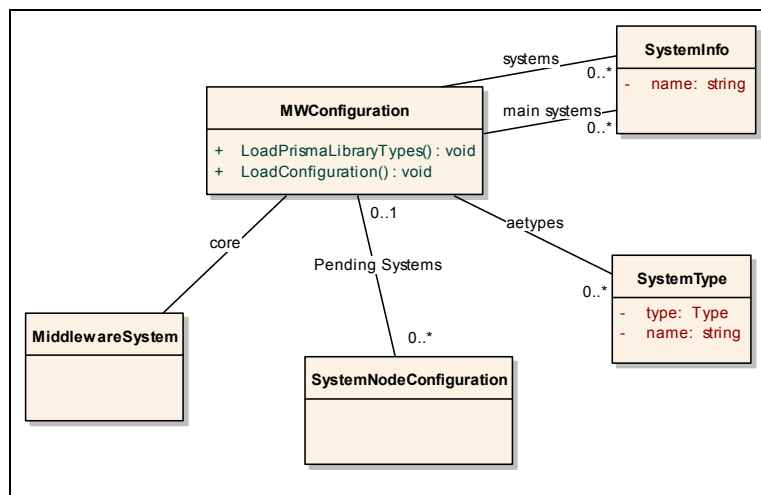 systems
0..*
SystemInfo
- name: string
MWConfiguration
+ LoadPrismaLibraryTypes() : void
+ LoadConfiguration() : void
main systems
0..*
0..1
core
Pending Systems
aetypes
0..*
SystemType
- type: Type
- name: string
MiddlewareSystem
0..*
SystemNodeConfiguration